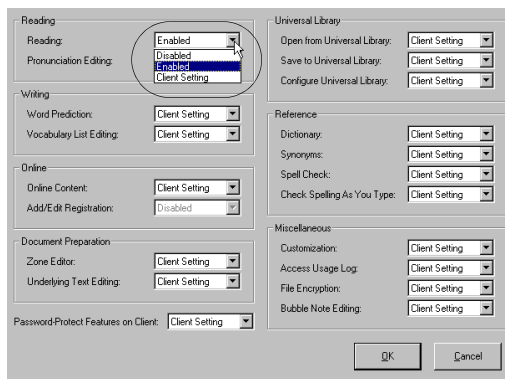 Reading
Reading: Enabled
Disabled
Pronunciation Editing: Enabled
Client Setting
Writing
Word Prediction: Client Setting
Vocabulary List Editing: Client Setting
Online
Online Content: Client Setting
Add/Edit Registration: Disabled
Document Preparation
Zone Editor: Client Setting
Underlying Text Editing: Client Setting
Password-Protect Features on Client: Client Setting
Universal Library
Open from Universal Library: Client Setting
Save to Universal Library: Client Setting
Configure Universal Library: Client Setting
Reference
Dictionary: Client Setting
Synonyms: Client Setting
Spell Check: Client Setting
Check Spelling As You Type: Client Setting
Miscellaneous
Customization: Client Setting
Access Usage Log: Client Setting
File Encryption: Client Setting
Bubble Note Editing: Client Setting
OK Cancel